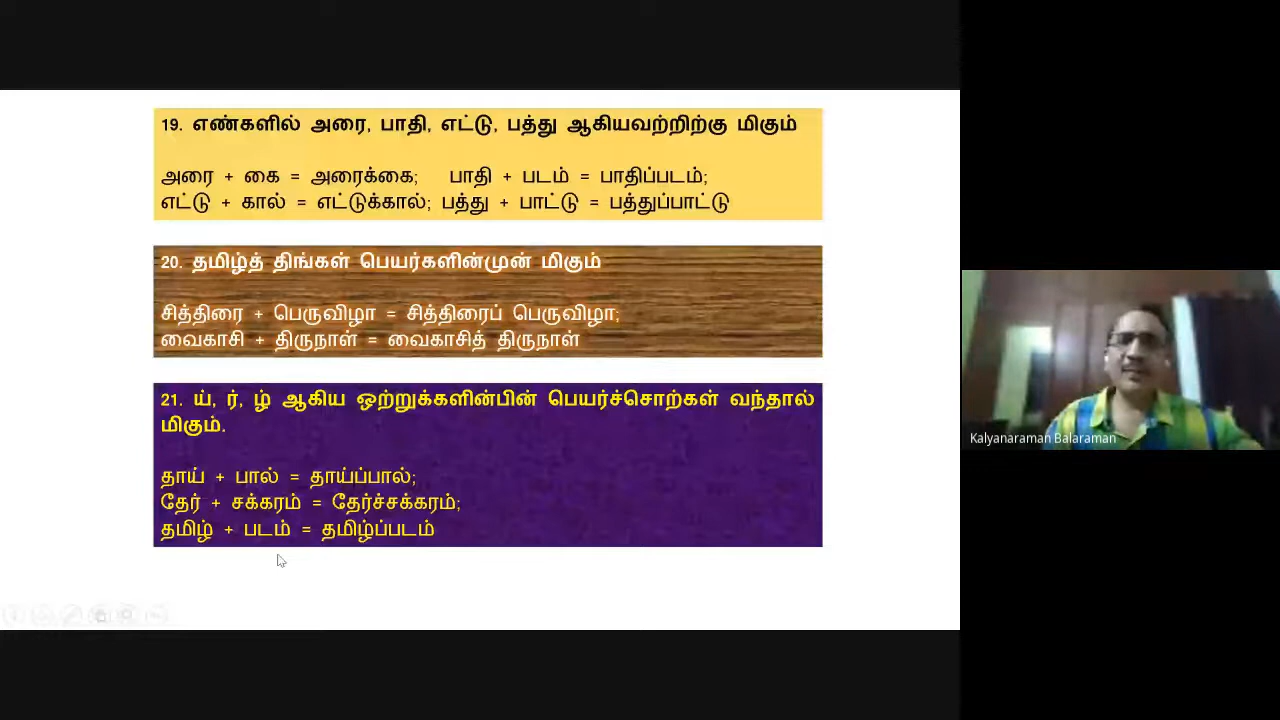 19. எண்களில் அரை, பாதி, எட்டு, பத்து ஆகியவற்றிற்கு மிகும்
அரை + கை = அரைக்கை; பாதி + படம் = பாதிப்படம்;
எட்டு + கால் = எட்டுக்கால்; பத்து + பாட்டு = பத்துப்பாட்டு
20. தமிழ்த் திங்கள் பெயர்களின்முன் மிகும்
சித்திரை + பெருவிழா = சித்திரைப் பெருவிழா;
வைகாசி + திருநாள் = வைகாசித் திருநாள்
21. ய், ர், ழ் ஆகிய ஒற்றுக்களின்பின் பெயர்ச்சொற்கள் வந்தால்
மிகும்.
தாய் + பால் = தாய்ப்பால்;
தேர் + சக்கரம் = தேர்ச்சக்கரம்;
தமிழ் + படம் = தமிழ்ப்படம்
Kalyanaraman Balaraman